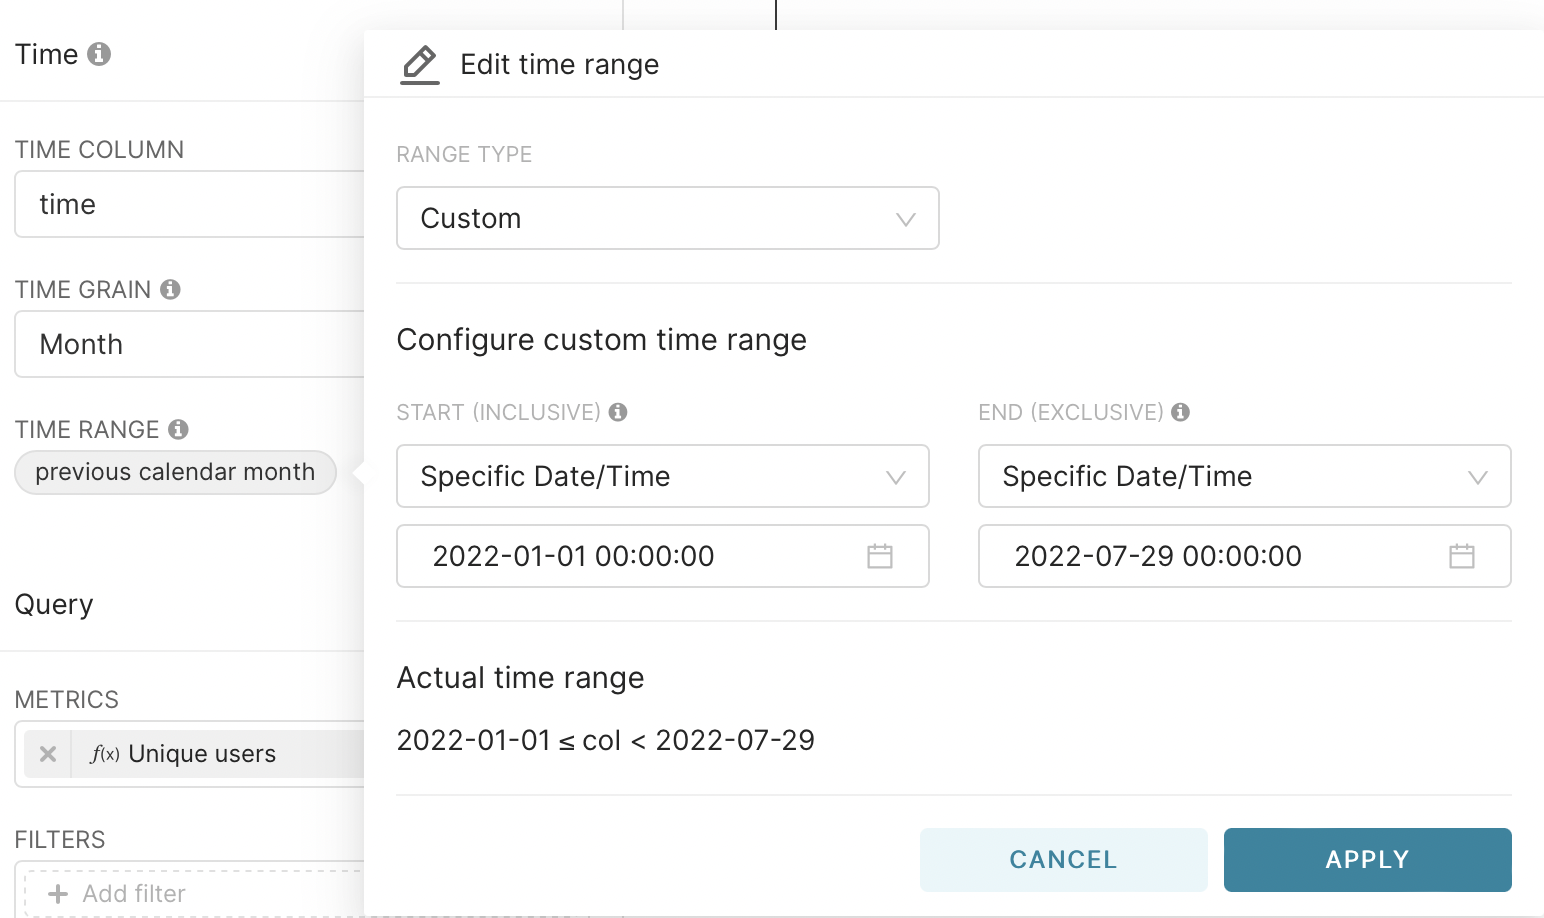 Time
TIME COLUMN
time
TIME GRAIN
Month
TIME RANGE
previous calendar month
Query
METRICS
f(x) Unique users
FILTERS
+ Add filter
Edit time range
RANGE TYPE
Custom
Configure custom time range
START (INCLUSIVE)
END (EXCLUSIVE)
Specific Date/Time
Specific Date/Time
2022-01-01 00:00:00
2022-07-29 00:00:00
Actual time range
2022-01-01 ≤ col < 2022-07-29
CANCEL
APPLY